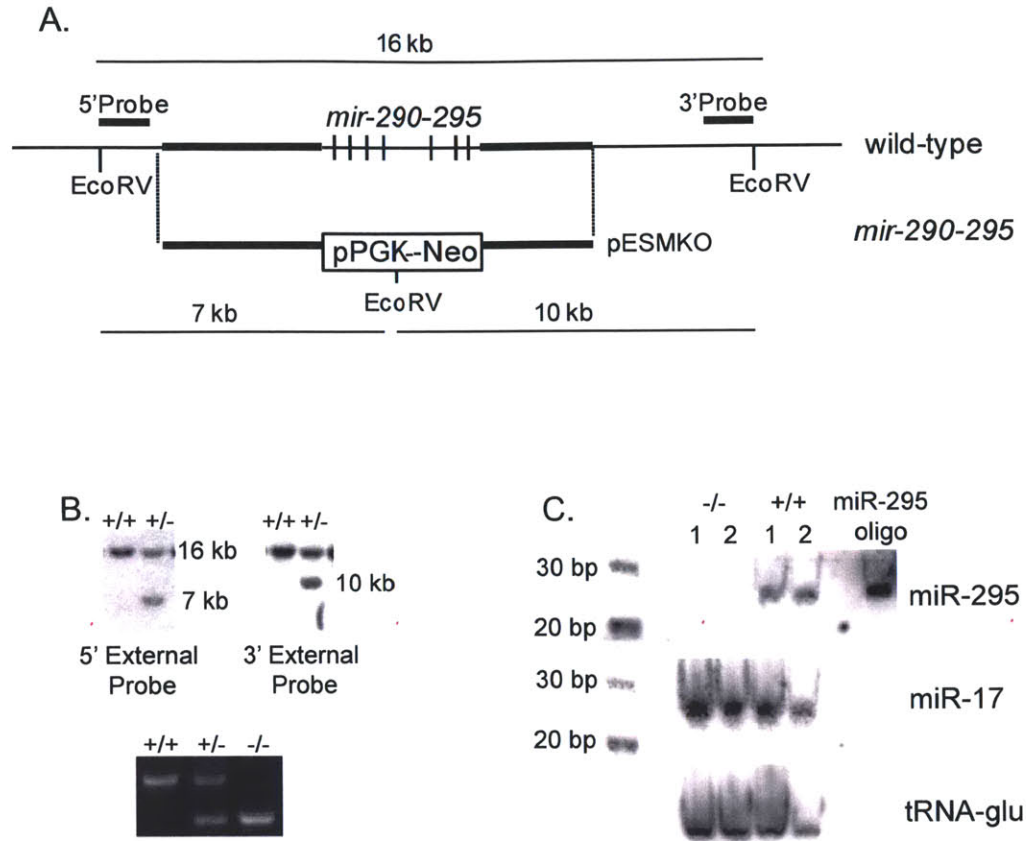 A.
16 kb
5'Probe
mir-290-295
3'Probe
wild-type
EcoRV
EcoRV
mir-290-295
pPGK--Neo
pESMKO
EcoRV
7 kb
10 kb
B.
+/+ +/-
16 kb
7 kb
5' External
Probe
+/+ +/-
10 kb
3' External
Probe
+/+ +/- -/-
C.
-/- +/+ miR-295
1 2 1 2 oligo
30 bp
miR-295
20 bp
30 bp
miR-17
20 bp
tRNA-glu